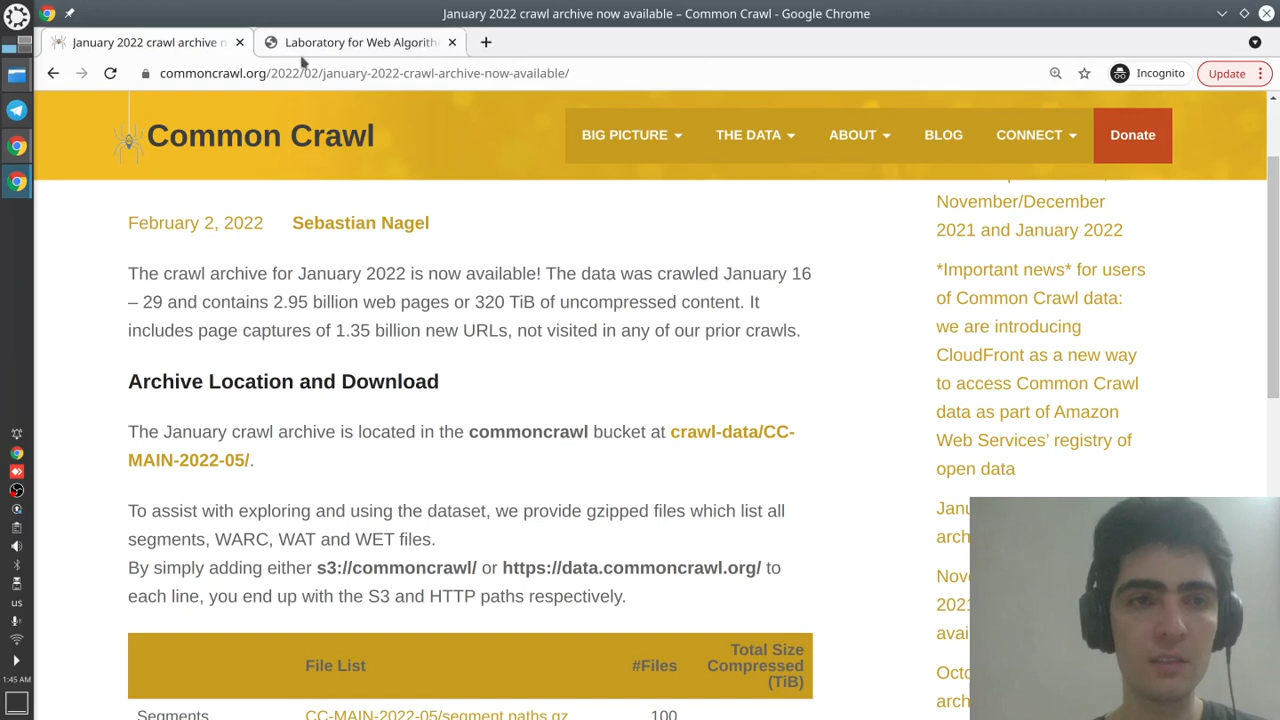 January 2022 crawl archive now available – Common Crawl - Google Chrome
January 2022 crawl archive n
Laboratory for Web Algorith
commoncrawl.org/2022/02/january-2022-crawl-archive-now-available/
Incognito
Update
Common Crawl
BIG PICTURE
THE DATA
ABOUT
BLOG
CONNECT
Donate
February 2, 2022
Sebastian Nagel
The crawl archive for January 2022 is now available! The data was crawled January 16
– 29 and contains 2.95 billion web pages or 320 TiB of uncompressed content. It
includes page captures of 1.35 billion new URLs, not visited in any of our prior crawls.
Archive Location and Download
The January crawl archive is located in the commoncrawl bucket at crawl-data/CC-
MAIN-2022-05/.
To assist with exploring and using the dataset, we provide gzipped files which list all
segments, WARC, WAT and WET files.
By simply adding either s3://commoncrawl/ or https://data.commoncrawl.org/ to
each line, you end up with the S3 and HTTP paths respectively.
File List
#Files
Total Size
Compressed
(TiB)
Segments
CC-MAIN-2022-05/segment.paths.gz
100
November/December
2021 and January 2022
*Important news* for users
of Common Crawl data:
we are introducing
CloudFront as a new way
to access Common Crawl
data as part of Amazon
Web Services' registry of
open data
Janu
arch
Nove
2021
avai
Octo
arch
us
1:45 AM